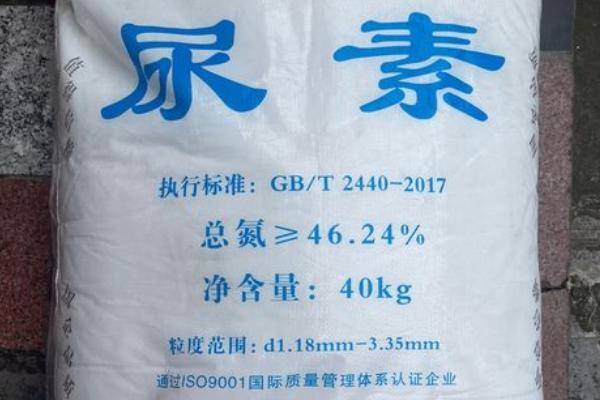 尿素
执行标准：GB/T 2440-2017
总氮≥46.24%
净含量：40kg
粒度范围：d1.18mm-3.35mm
通过ISO9001国际质量管理体系认证企业